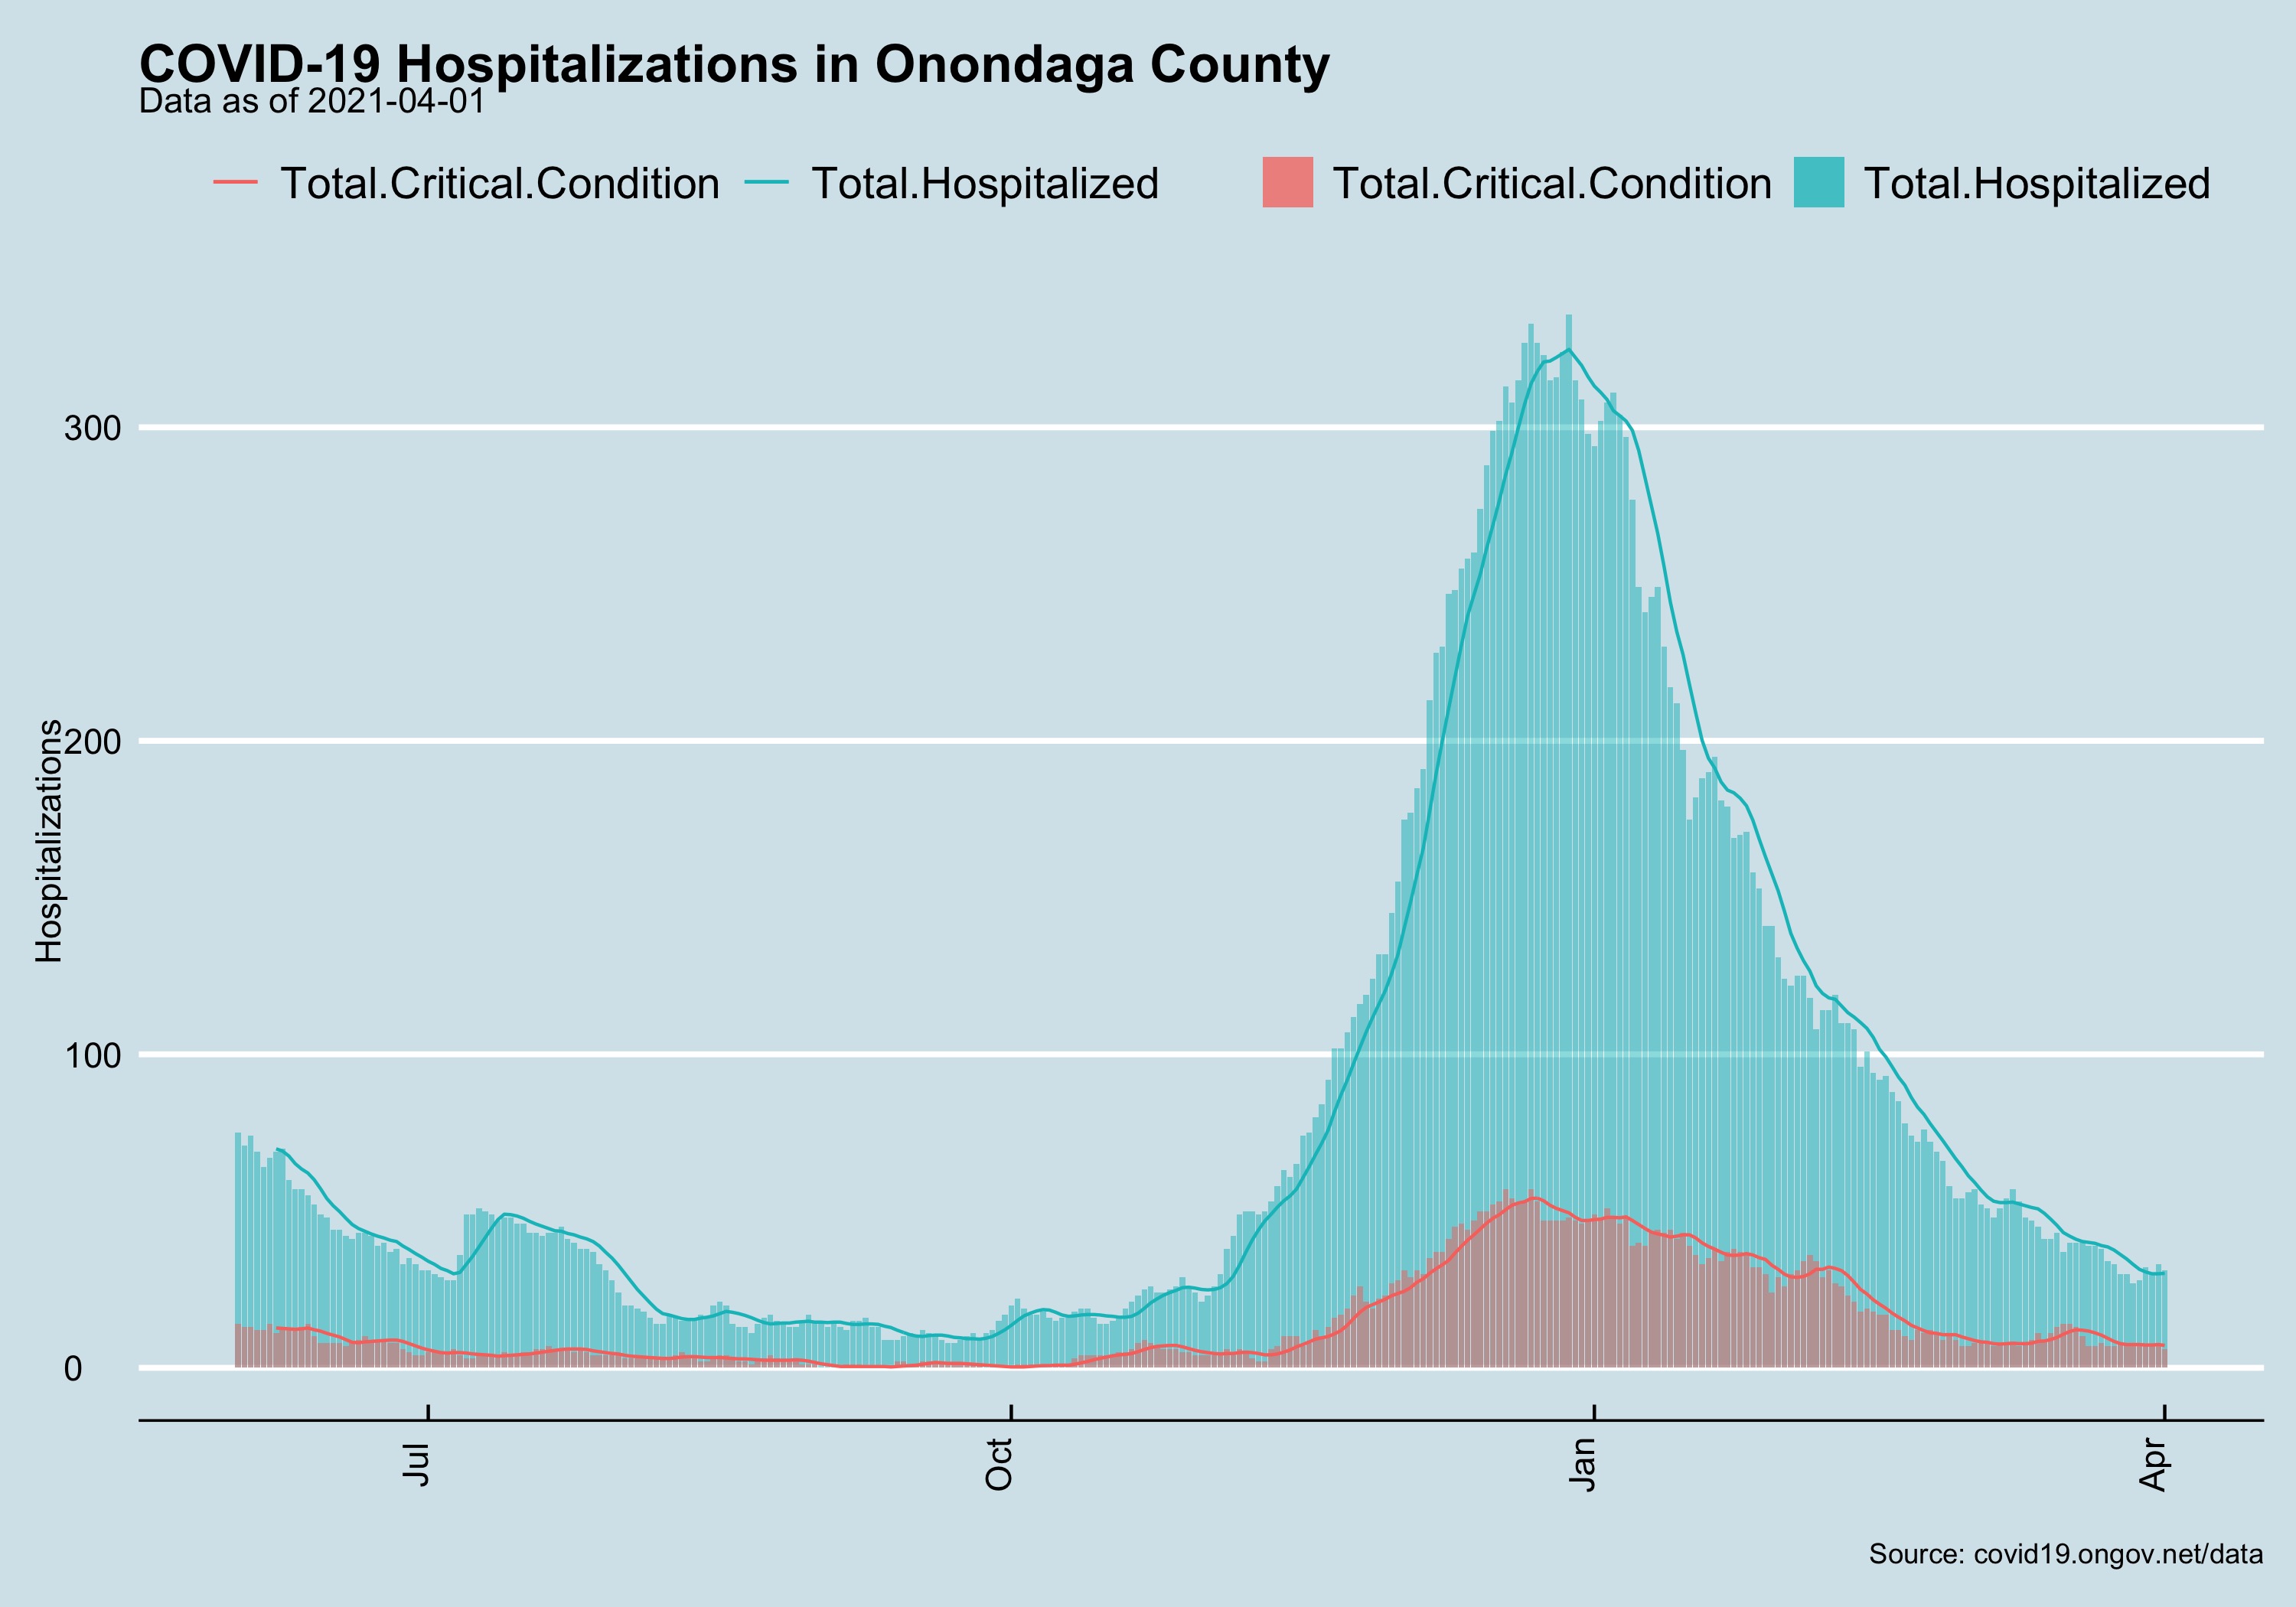 COVID-19 Hospitalizations in Onondaga County
Data as of 2021-04-01
Total.Critical.Condition Total.Hospitalized Total.Critical.Condition Total.Hospitalized
300
200
100
0
Hospitalizations
Jul Oct Jan Apr
Source: covid19.ongov.net/data